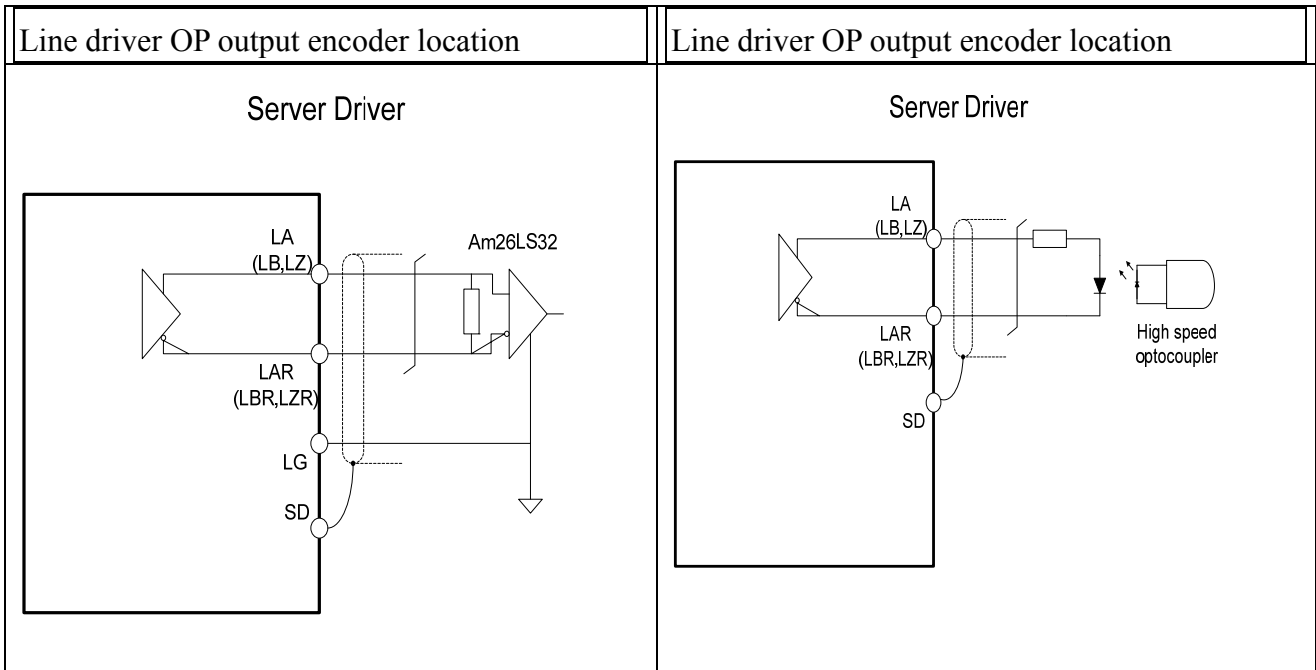 Line driver OP output encoder location
Server Driver
LA
(LB,LZ)
Am26LS32
LAR
(LBR,LZR)
LG
SD
Line driver OP output encoder location
Server Driver
LA
(LB,LZ)
LAR
(LBR,LZR)
High speed
optocoupler
SD